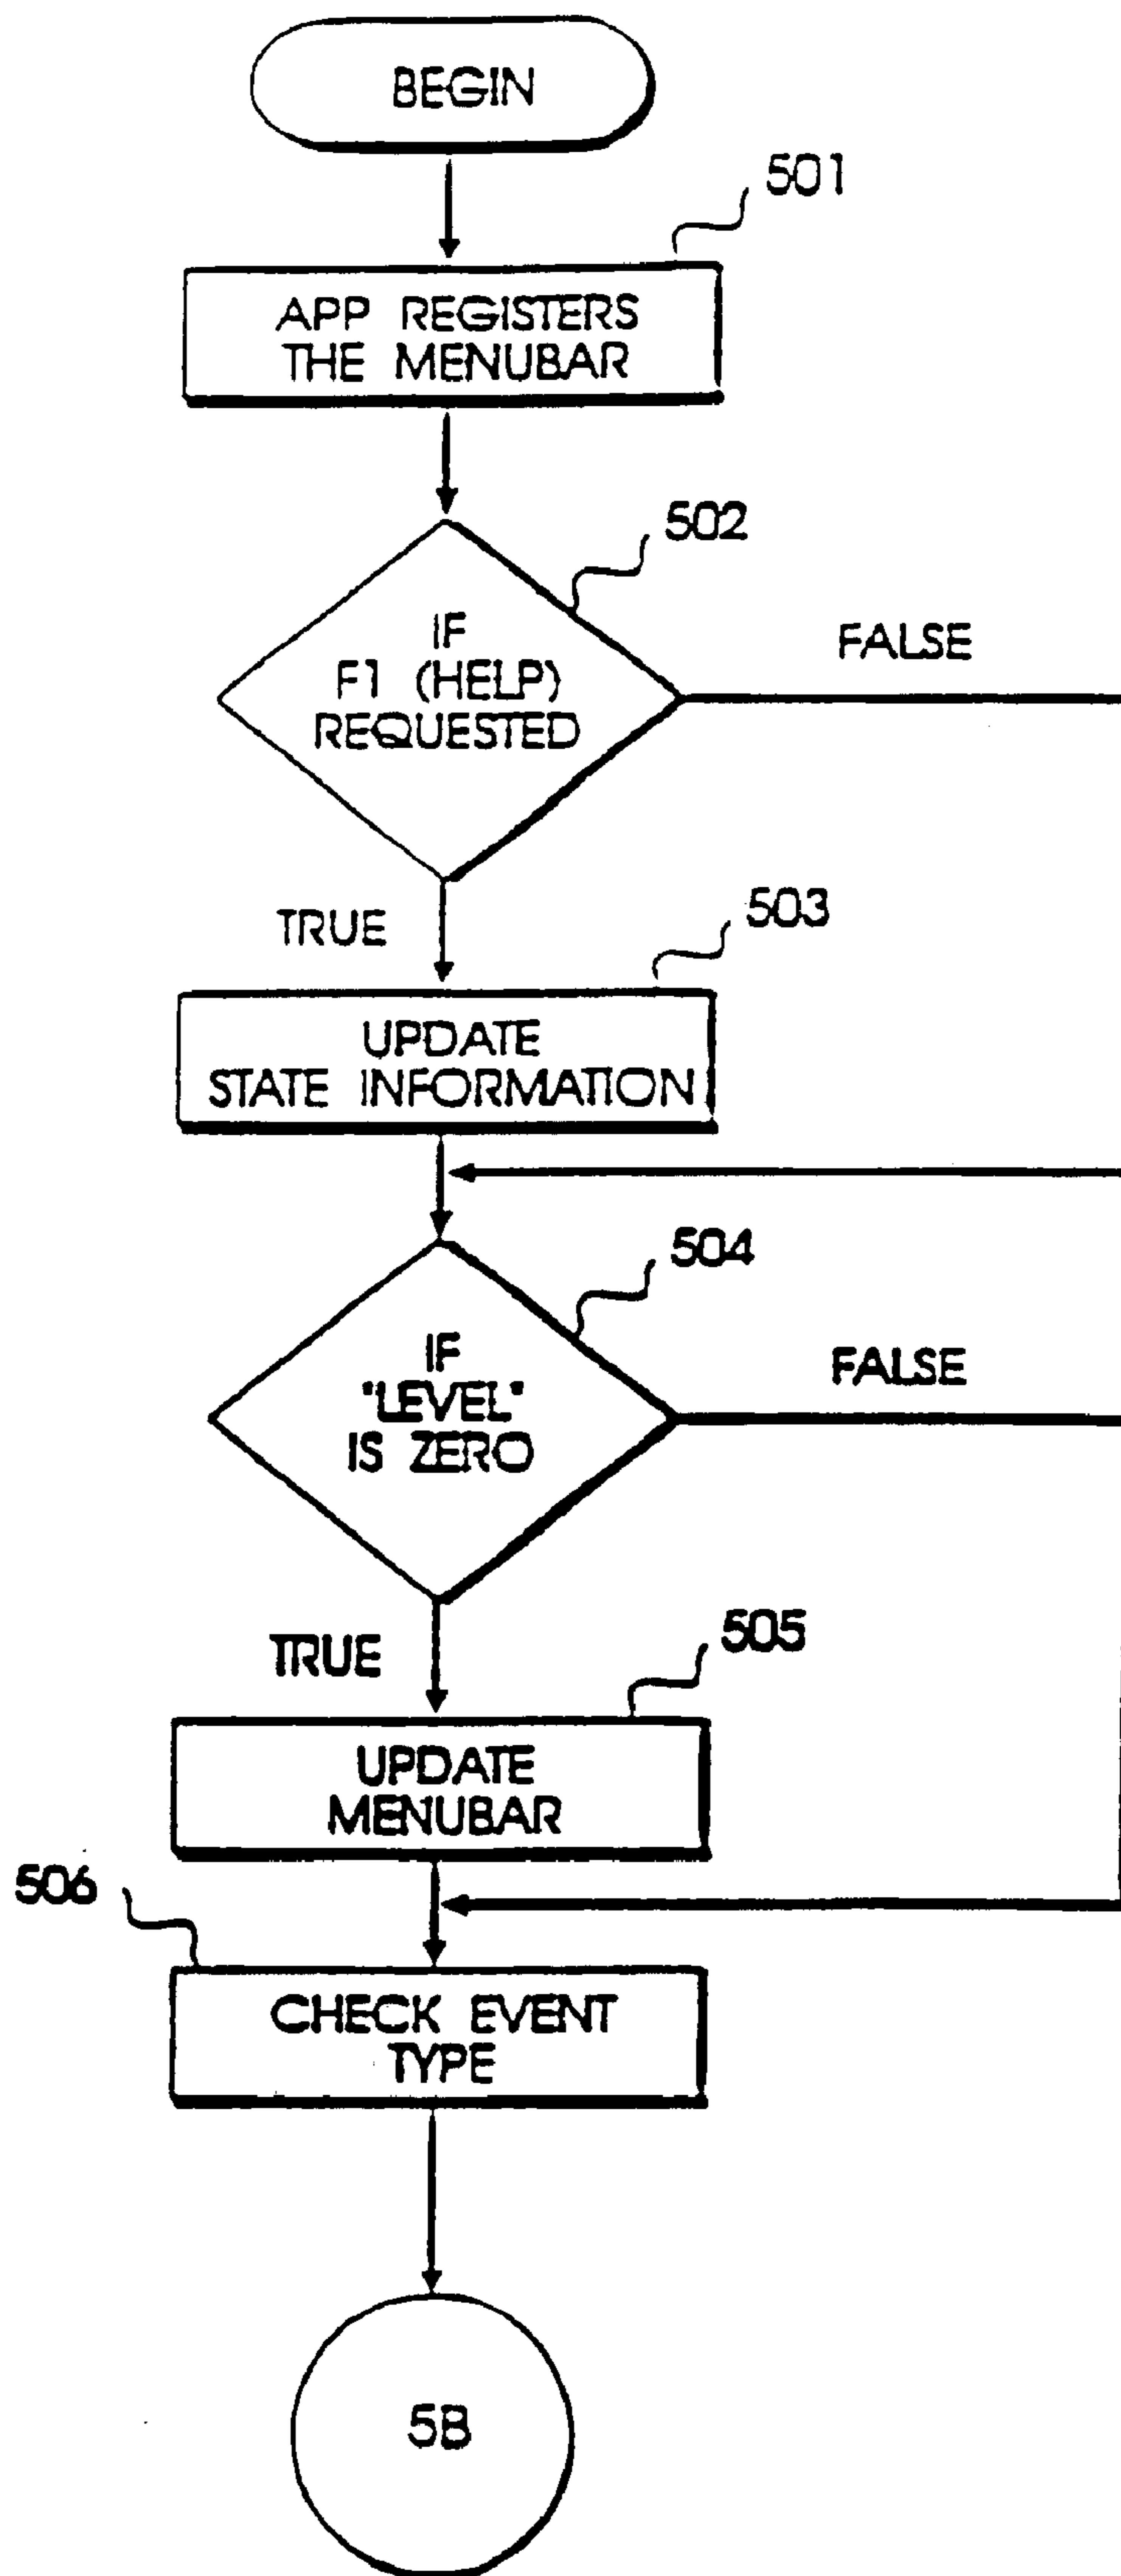 BEGIN
501
APP REGISTERS
THE MENUBAR
502
IF
F1 (HELP)
REQUESTED
FALSE
TRUE
503
UPDATE
STATE INFORMATION
504
IF
"LEVEL"
IS ZERO
FALSE
TRUE
505
UPDATE
MENUBAR
506
CHECK EVENT
TYPE
5B